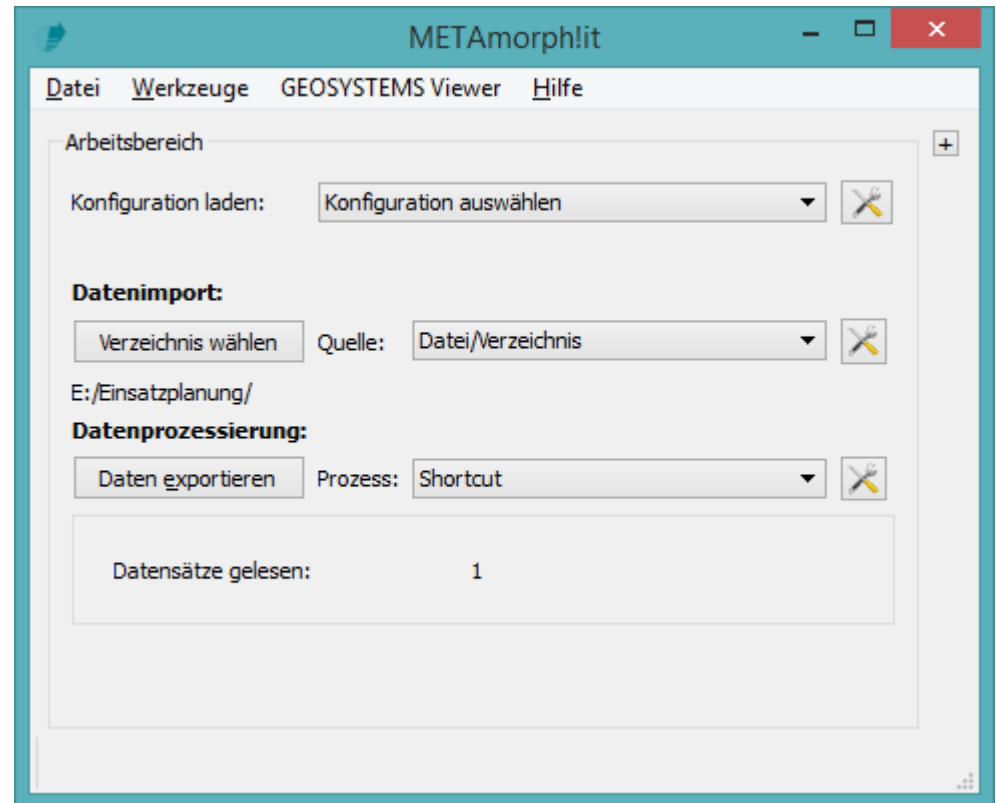 METAmorph!it
Datei Werkzeuge GEOSYSTEMS Viewer Hilfe
Arbeitsbereich
+
Konfiguration laden: Konfiguration auswählen
Datenimport:
Verzeichnis wählen Quelle: Datei/Verzeichnis
E:/Einsatzplanung/
Datenprozessierung:
Daten exportieren Prozess: Shortcut
Datensätze gelesen: 1